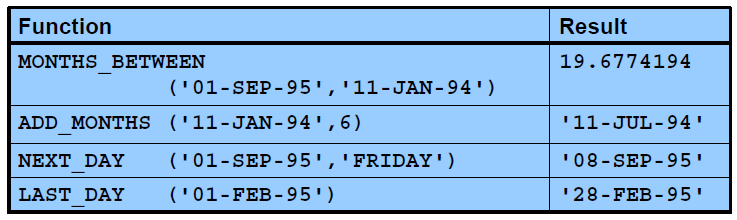 Function Result
MONTHS_BETWEEN 19.6774194
('01-SEP-95','11-JAN-94')
ADD_MONTHS ('11-JAN-94',6) '11-JUL-94'
NEXT_DAY ('01-SEP-95','FRIDAY') '08-SEP-95'
LAST_DAY ('01-FEB-95') '28-FEB-95'